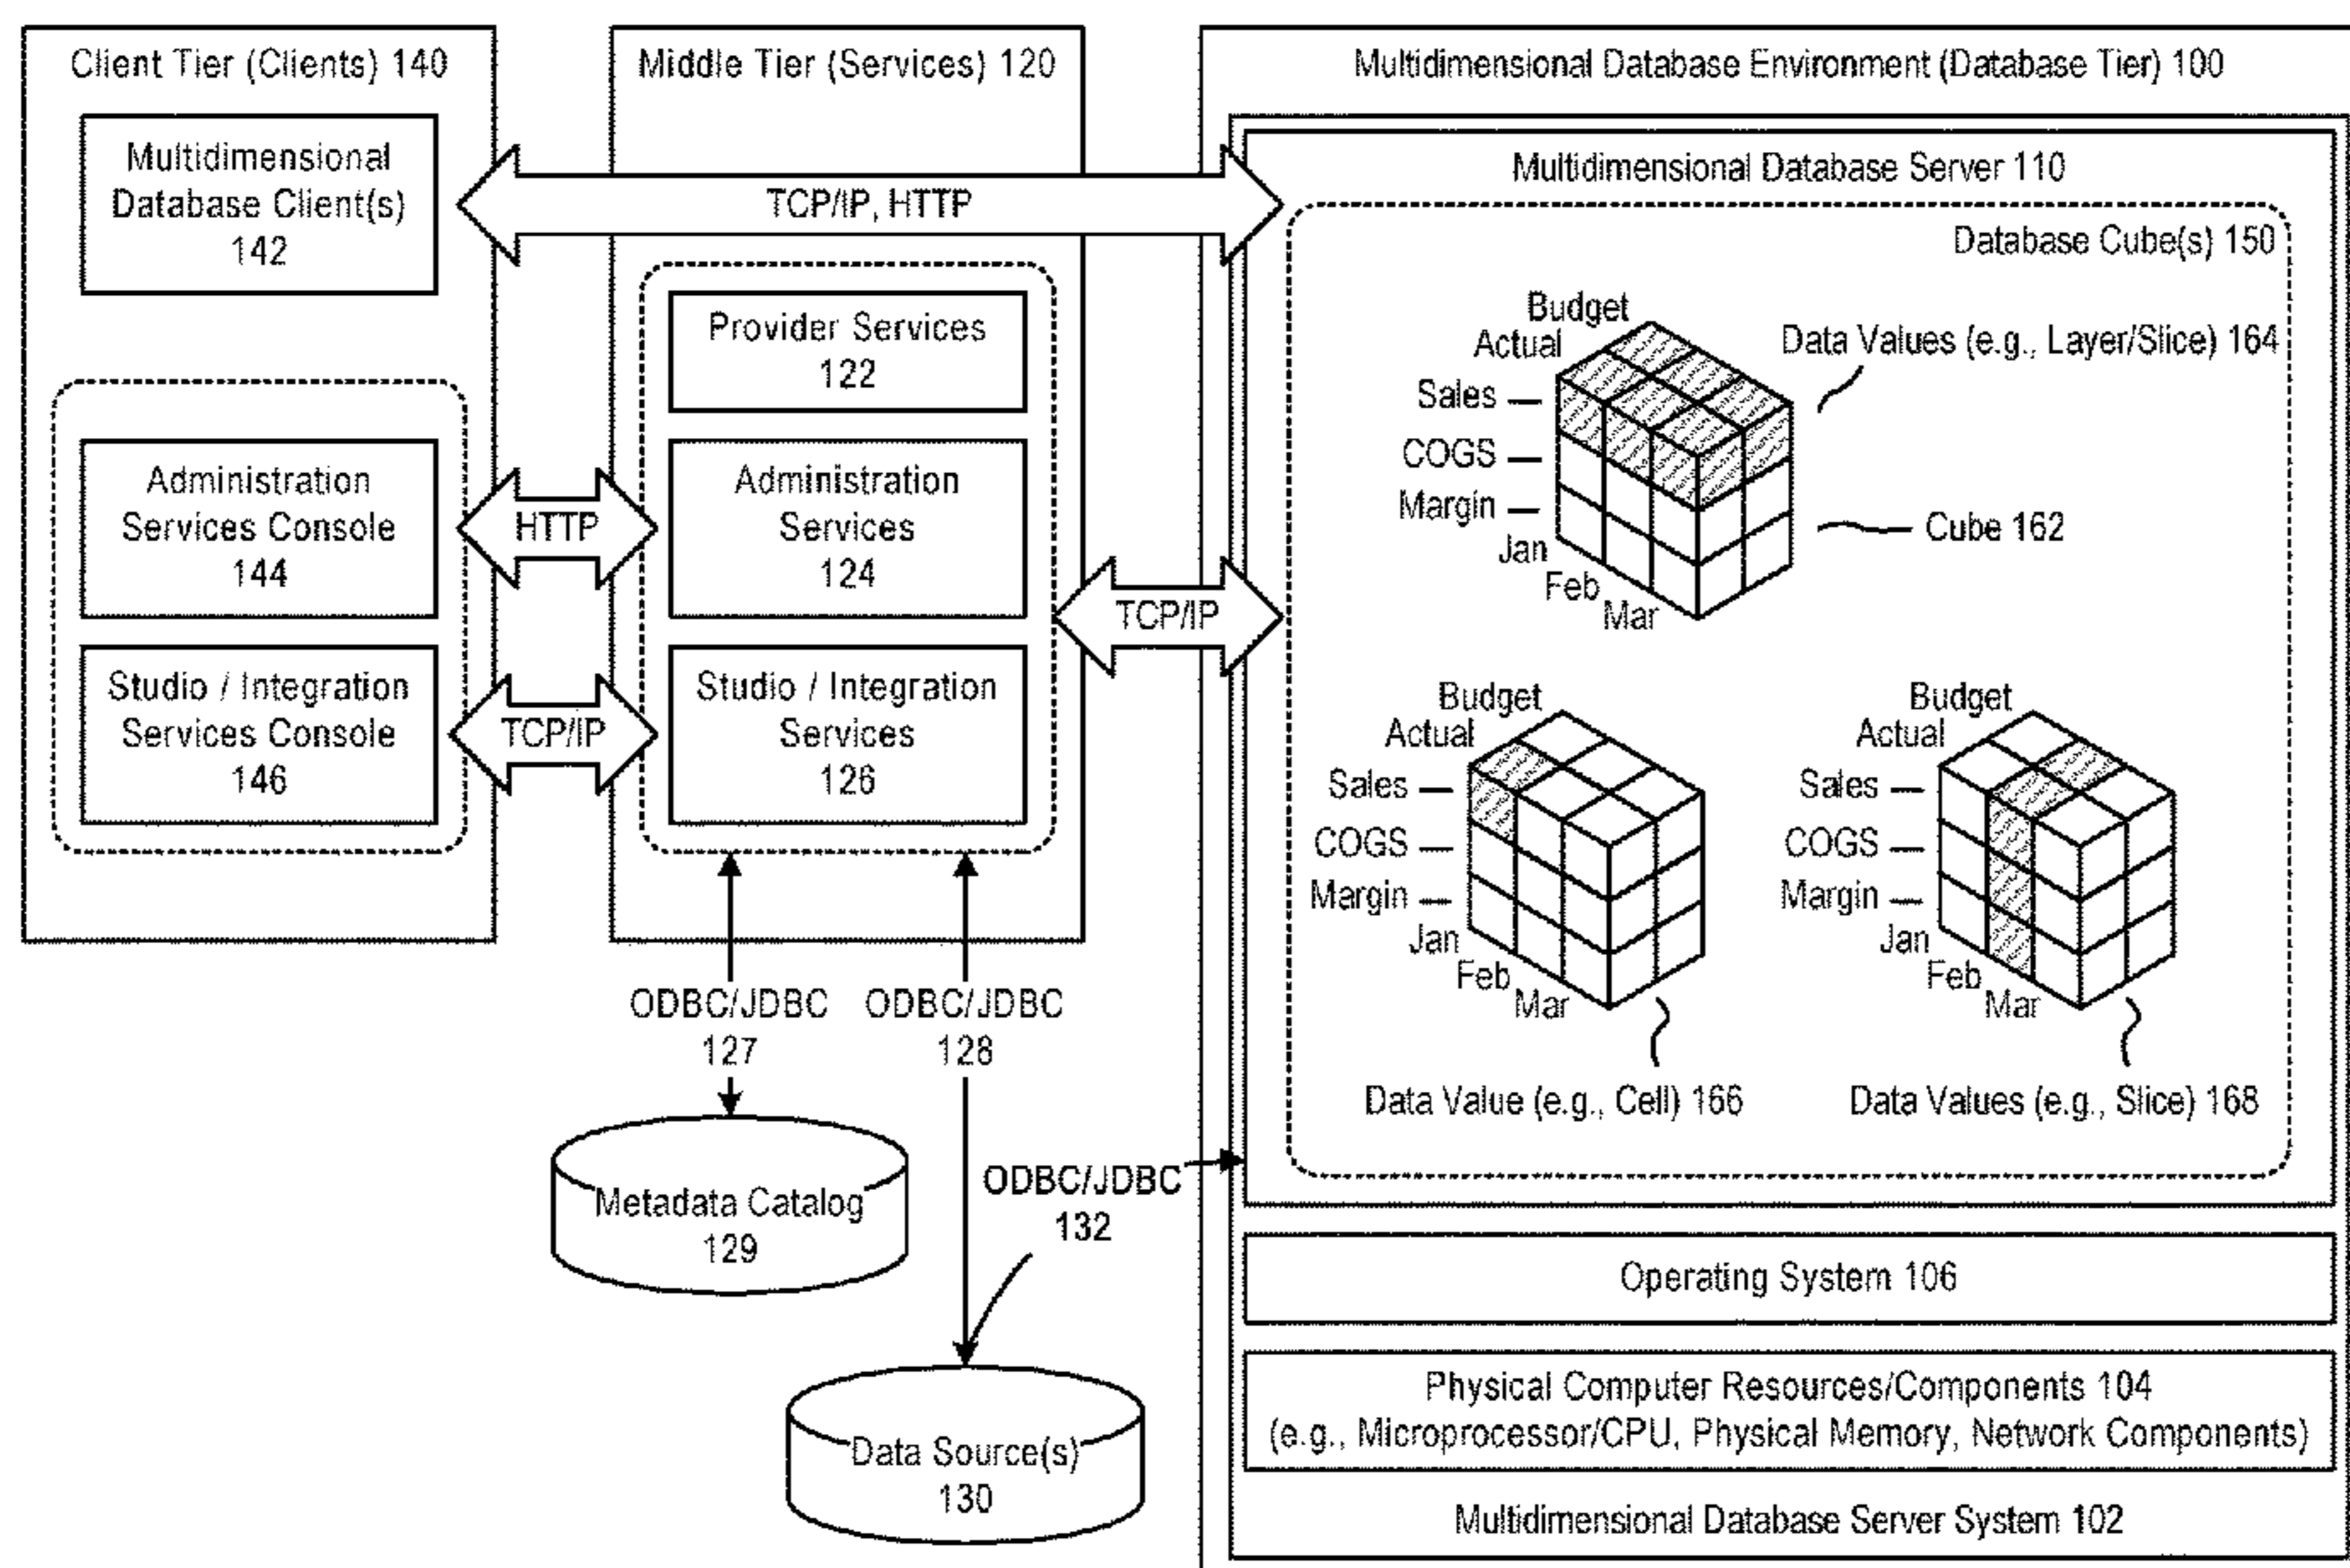 Client Tier (Clients) 140
Multidimensional
Database Client(s)
142
Administration
Services Console
144
Studio / Integration
Services Console
146
Middle Tier (Services) 120
TCP/IP, HTTP
Provider Services
122
HTTP
Administration
Services
124
TCP/IP
Studio / Integration
Services
126
TCP/IP
ODBC/JDBC
127
ODBC/JDBC
128
Metadata Catalog
129
ODBC/JDBC
132
Data Source(s)
130
Multidimensional Database Environment (Database Tier) 100
Multidimensional Database Server 110
Database Cube(s) 150
Budget
Actual
Data Values (e.g., Layer/Slice) 164
Sales
COGS
Margin
Cube 162
Jan
Feb
Mar
Budget
Actual
Sales
COGS
Margin
Jan
Feb
Mar
Data Value (e.g., Cell) 166
Budget
Actual
Sales
COGS
Margin
Jan
Feb
Mar
Data Values (e.g., Slice) 168
Operating System 106
Physical Computer Resources/Components 104
(e.g., Microprocessor/CPU, Physical Memory, Network Components)
Multidimensional Database Server System 102